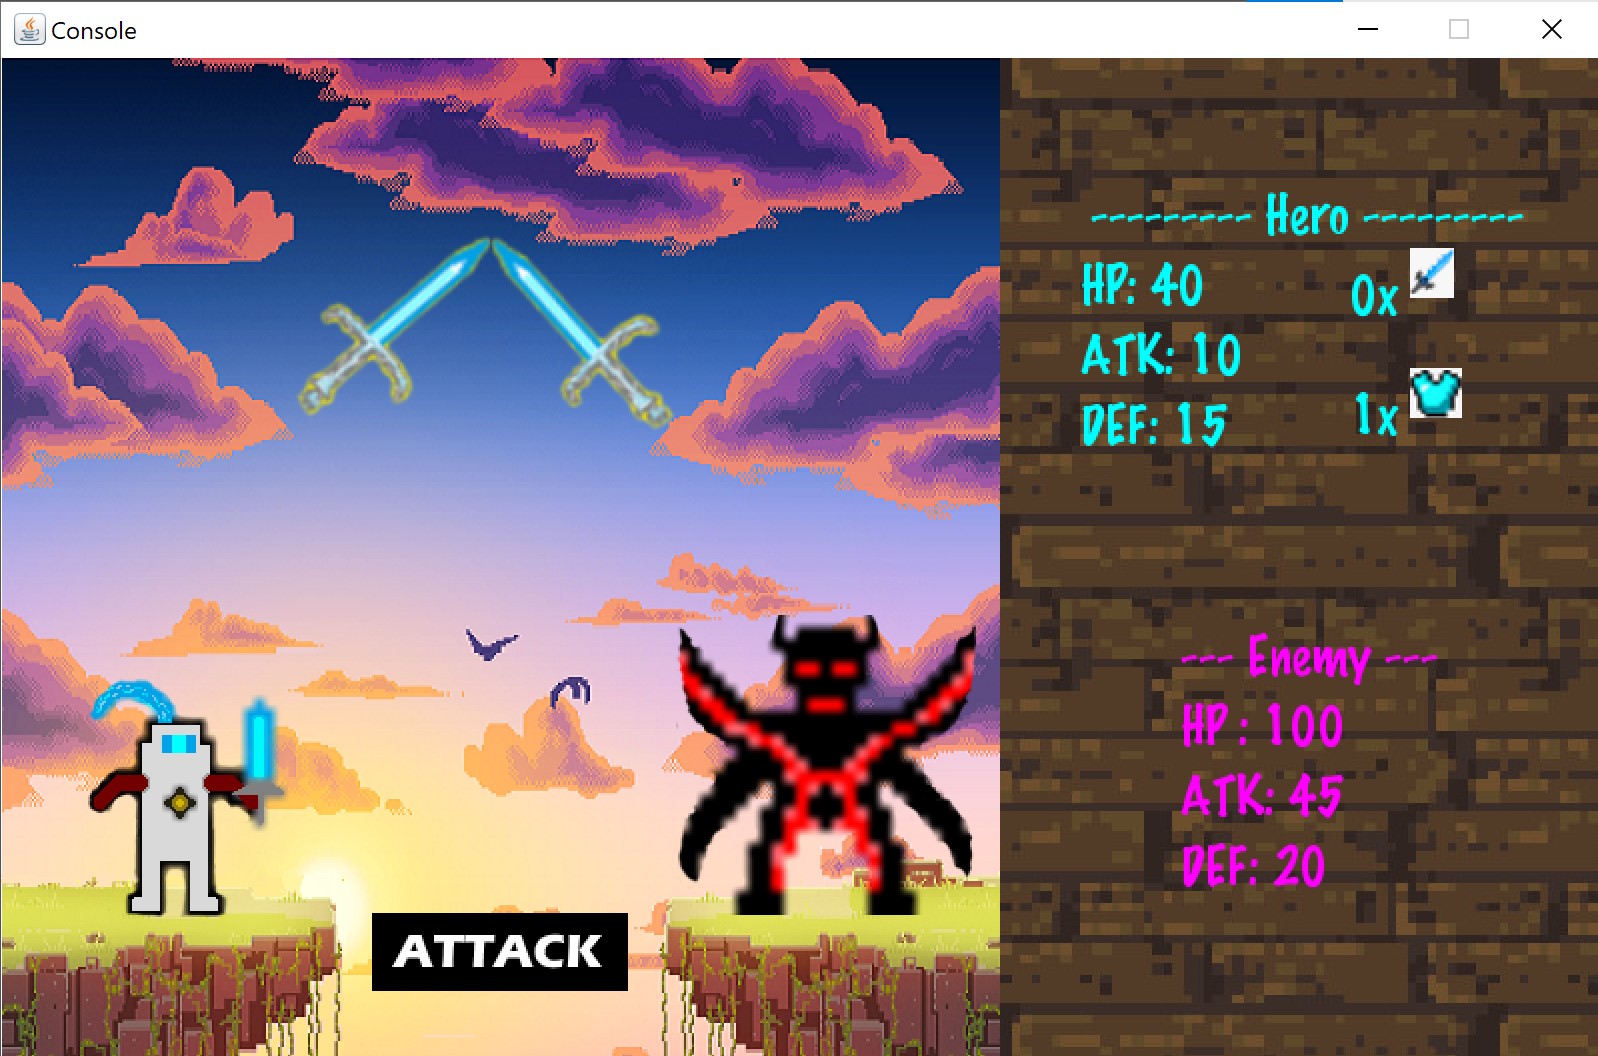 Console
--------- Hero ---------
HP: 40
0x
ATK: 10
1x
DEF: 15
--- Enemy ---
HP : 100
ATK: 45
DEF: 20
ATTACK